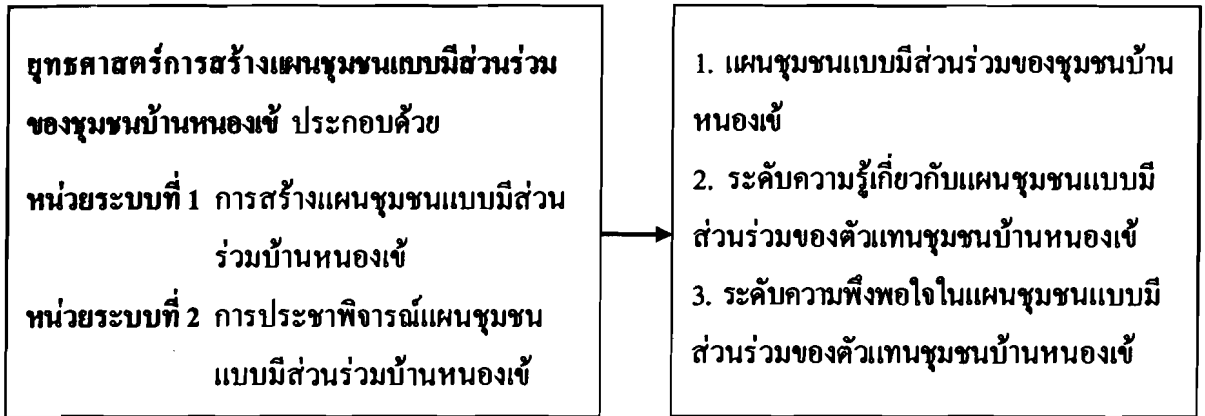 ยุทธศาสตร์การสร้างแผนชุมชนแบบมีส่วนร่วม
ของชุมชนบ้านหนองเข้ ประกอบด้วย
หน่วยระบบที่ 1 การสร้างแผนชุมชนแบบมีส่วน
ร่วมบ้านหนองเข้
หน่วยระบบที่ 2 การประชาพิจารณ์แผนชุมชน
แบบมีส่วนร่วมบ้านหนองเข้
1. แผนชุมชนแบบมีส่วนร่วมของชุมชนบ้าน
หนองเข้
2. ระดับความรู้เกี่ยวกับแผนชุมชนแบบมี
ส่วนร่วมของตัวแทนชุมชนบ้านหนองเข้
3. ระดับความพึงพอใจในแผนชุมชนแบบมี
ส่วนร่วมของตัวแทนชุมชนบ้านหนองเข้